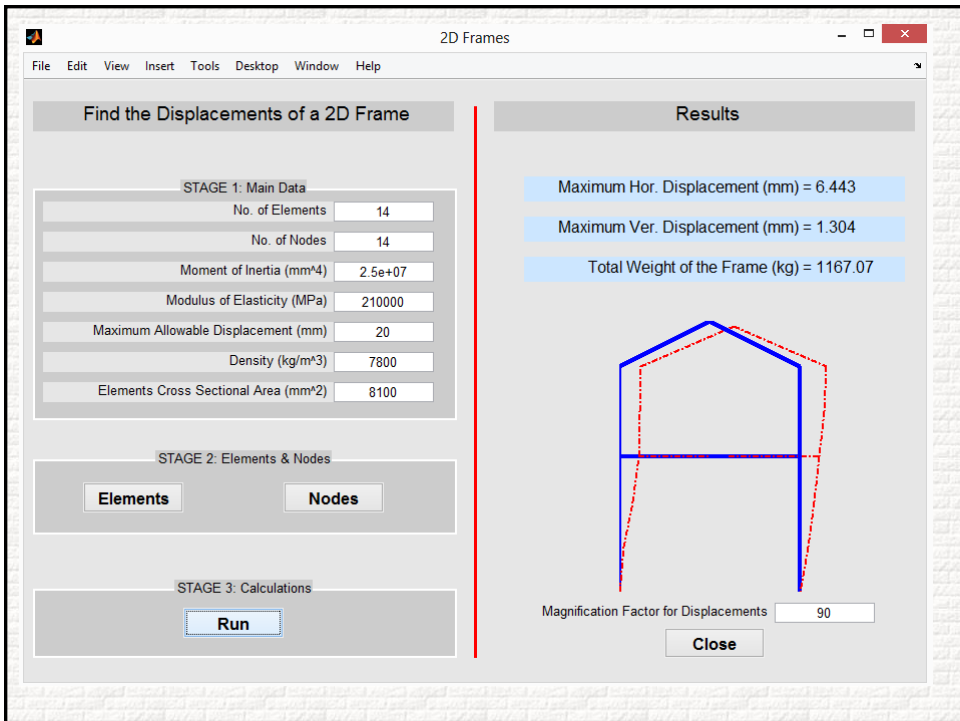 2D Frames
File Edit View Insert Tools Desktop Window Help
Find the Displacements of a 2D Frame
STAGE 1: Main Data
No. of Elements 14
No. of Nodes 14
Moment of Inertia (mm^4) 2.5e+07
Modulus of Elasticity (MPa) 210000
Maximum Allowable Displacement (mm) 20
Density (kg/m^3) 7800
Elements Cross Sectional Area (mm^2) 8100
STAGE 2: Elements & Nodes
Elements Nodes
STAGE 3: Calculations
Run
Results
Maximum Hor. Displacement (mm) = 6.443
Maximum Ver. Displacement (mm) = 1.304
Total Weight of the Frame (kg) = 1167.07
Magnification Factor for Displacements 90
Close